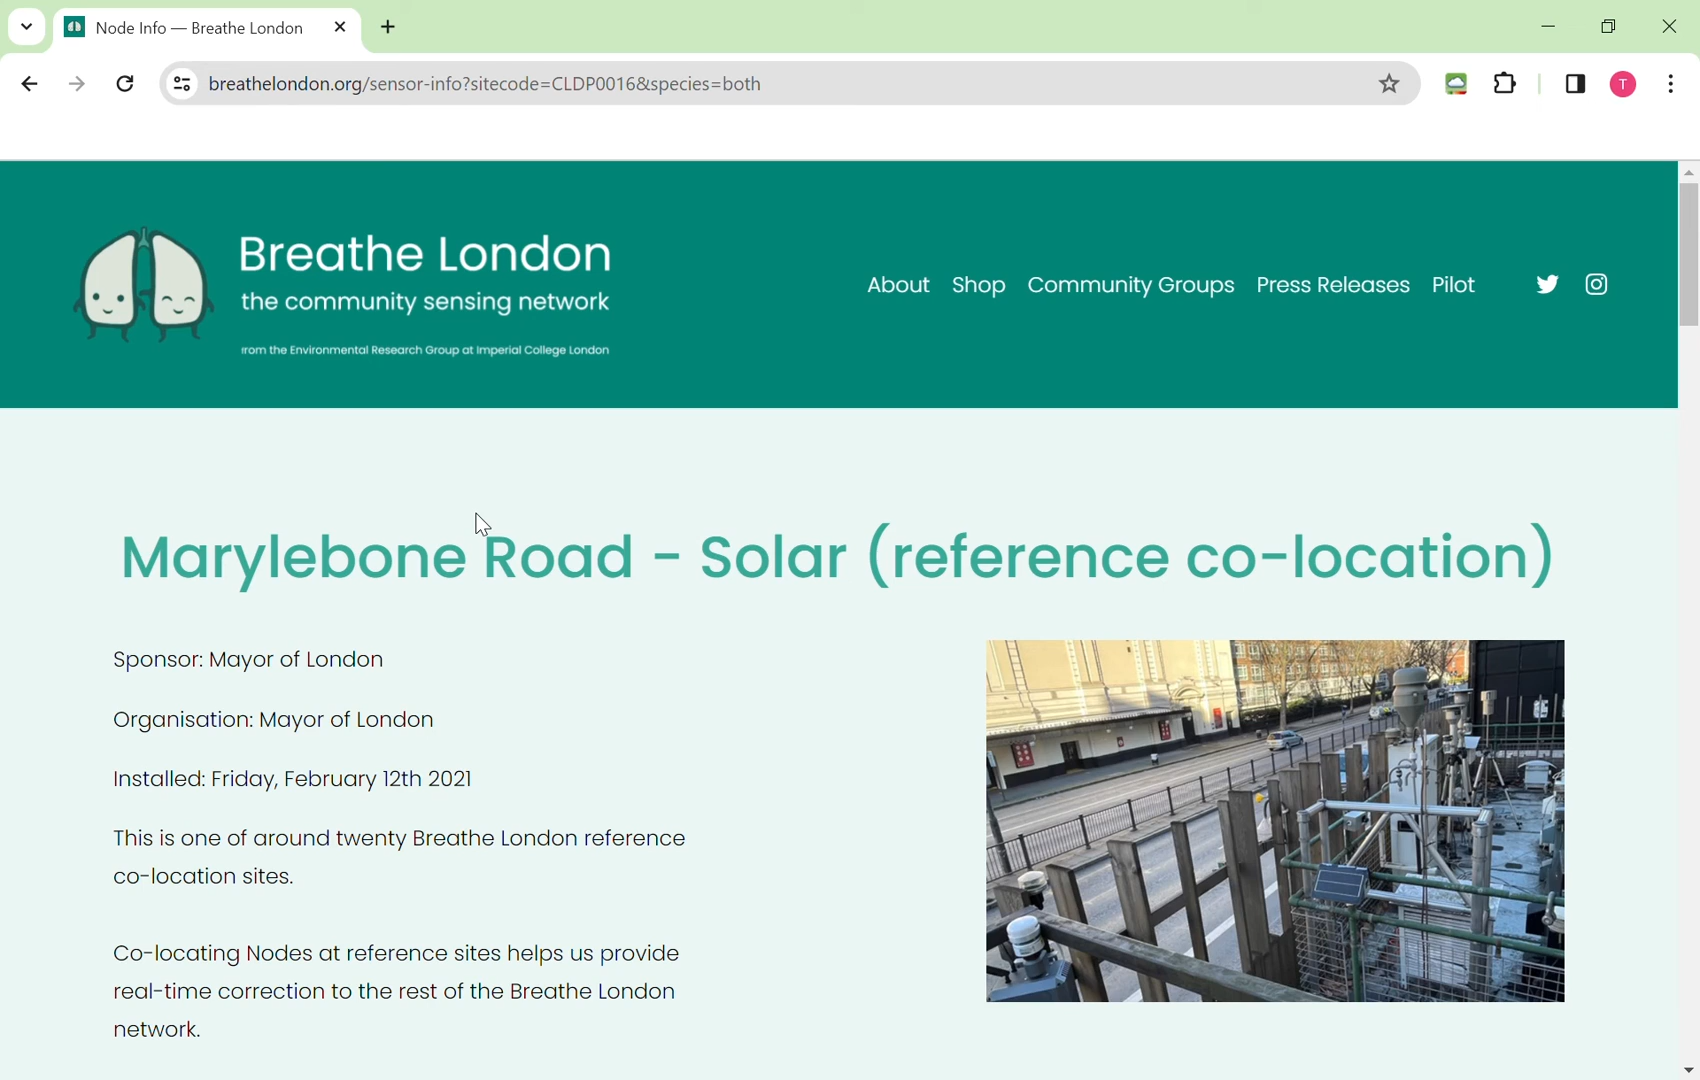 Node Info — Breathe London
breathelondon.org/sensor-info?sitecode=CLDP0016&species=both
T
Breathe London
the community sensing network
from the Environmental Research Group at Imperial College London
About Shop Community Groups Press Releases Pilot
Marylebone Road - Solar (reference co-location)
Sponsor: Mayor of London
Organisation: Mayor of London
Installed: Friday, February 12th 2021
This is one of around twenty Breathe London reference
co-location sites.
Co-locating Nodes at reference sites helps us provide
real-time correction to the rest of the Breathe London
network.